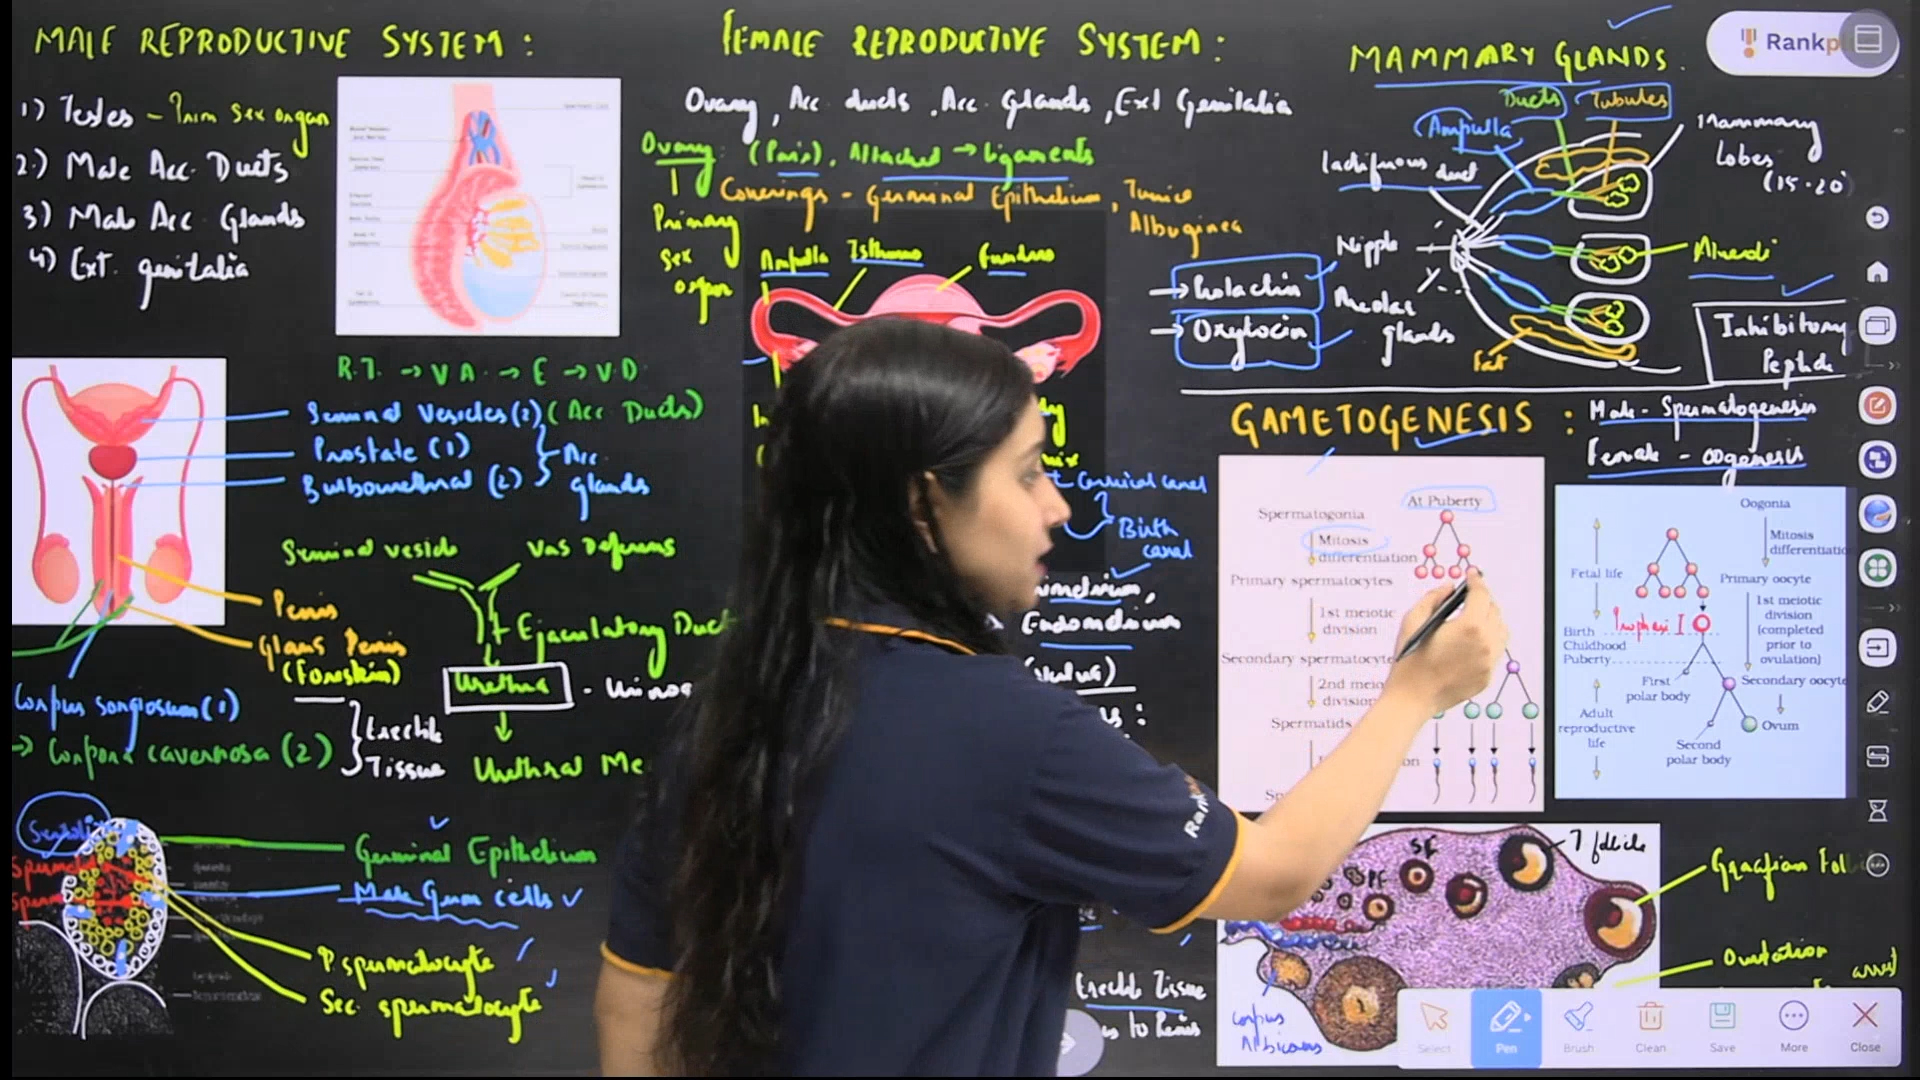 MALE REPRODUCTIVE SYSTEM :
1) Testes - Prim Sex organ
2.) Male Acc. Ducts
3) Male Acc Glands
4) Ext. genitalia
R.T. → V A. → E → V.D.
Seminal Vesicles (2) (Acc Ducts)
Prostate (1)
Bulbourethral (2)
Acc
glands
Seminal vesicle
Vas Deferens
Ejaculatory Duct
Urethra
Penis
Glans Penis
(Foreskin)
Corpus spongiosum (1)
→ Corpora cavernosa (2)
Erectile
Tissue
Urethral Me
Germinal Epithelium
Male Germ cells
P. spermatocyte
Sec. spermatocyte
FEMALE REPRODUCTIVE SYSTEM :
Ovary, Acc ducts, Acc. Glands, Ext Genitalia
Ovary: (Pair), Attached → ligaments
Coverings - Germinal Epithelium, Tunica
Albuginea
Primary
Sex
organ
Ampulla Isthmus Fundus
Cervical canal
Birth
canal
Endometrium
Erectile Tissue
to Penis
Rankp
MAMMARY GLANDS.
Ducts Tubules
Ampulla
lactiferous duct
Mammary
Lobes
(15-20)
Nipple
Areolar
glands
Alveoli
→ Prolactin
→ Oxytocin
Fat
Inhibitory
Peptide
GAMETOGENESIS :
Male - Spermatogenesis
Female - oogenesis
At Puberty
Spermatogonia
Mitosis
differentiation
Primary spermatocytes
1st meiotic
division
Secondary spermatocyte
2nd meio
division
Spermatids
Oogonia
Mitosis
differentiation
Fetal life
Primary oocyte
1st meiotic
division
(completed
prior to
ovulation)
Prophase I
Birth
Childhood
Puberty
First
polar body
Secondary oocyte
Adult
reproductive
life
Ovum
Second
polar body
SF
PF
T follicle
Graafian Fol
Ovulation
arrest
Corpus
Albicans
Select
Pen
Brush
Clean
Save
More
Close